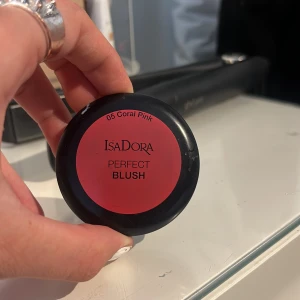 05 Coral Pink
IsaDora
PERFECT
BLUSH